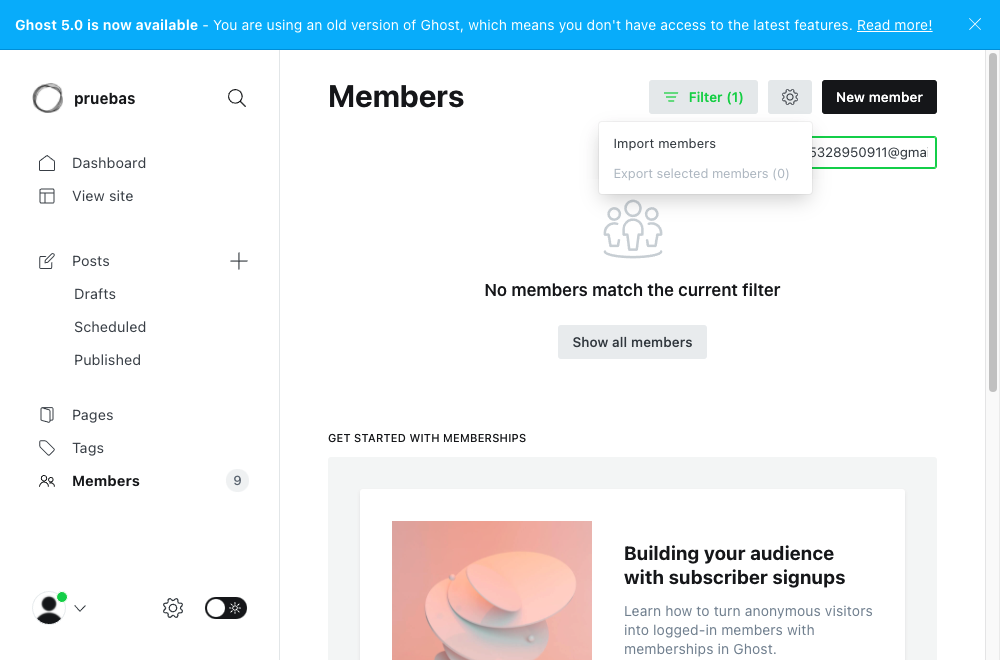 Ghost 5.0 is now available - You are using an old version of Ghost, which means you don't have access to the latest features. Read more!
pruebas
Dashboard
View site
Posts
Drafts
Scheduled
Published
Pages
Tags
Members
9
Members
Filter (1)
New member
Import members
Export selected members (0)
5328950911@gmai
No members match the current filter
Show all members
GET STARTED WITH MEMBERSHIPS
Building your audience
with subscriber signups
Learn how to turn anonymous visitors
into logged-in members with
memberships in Ghost.